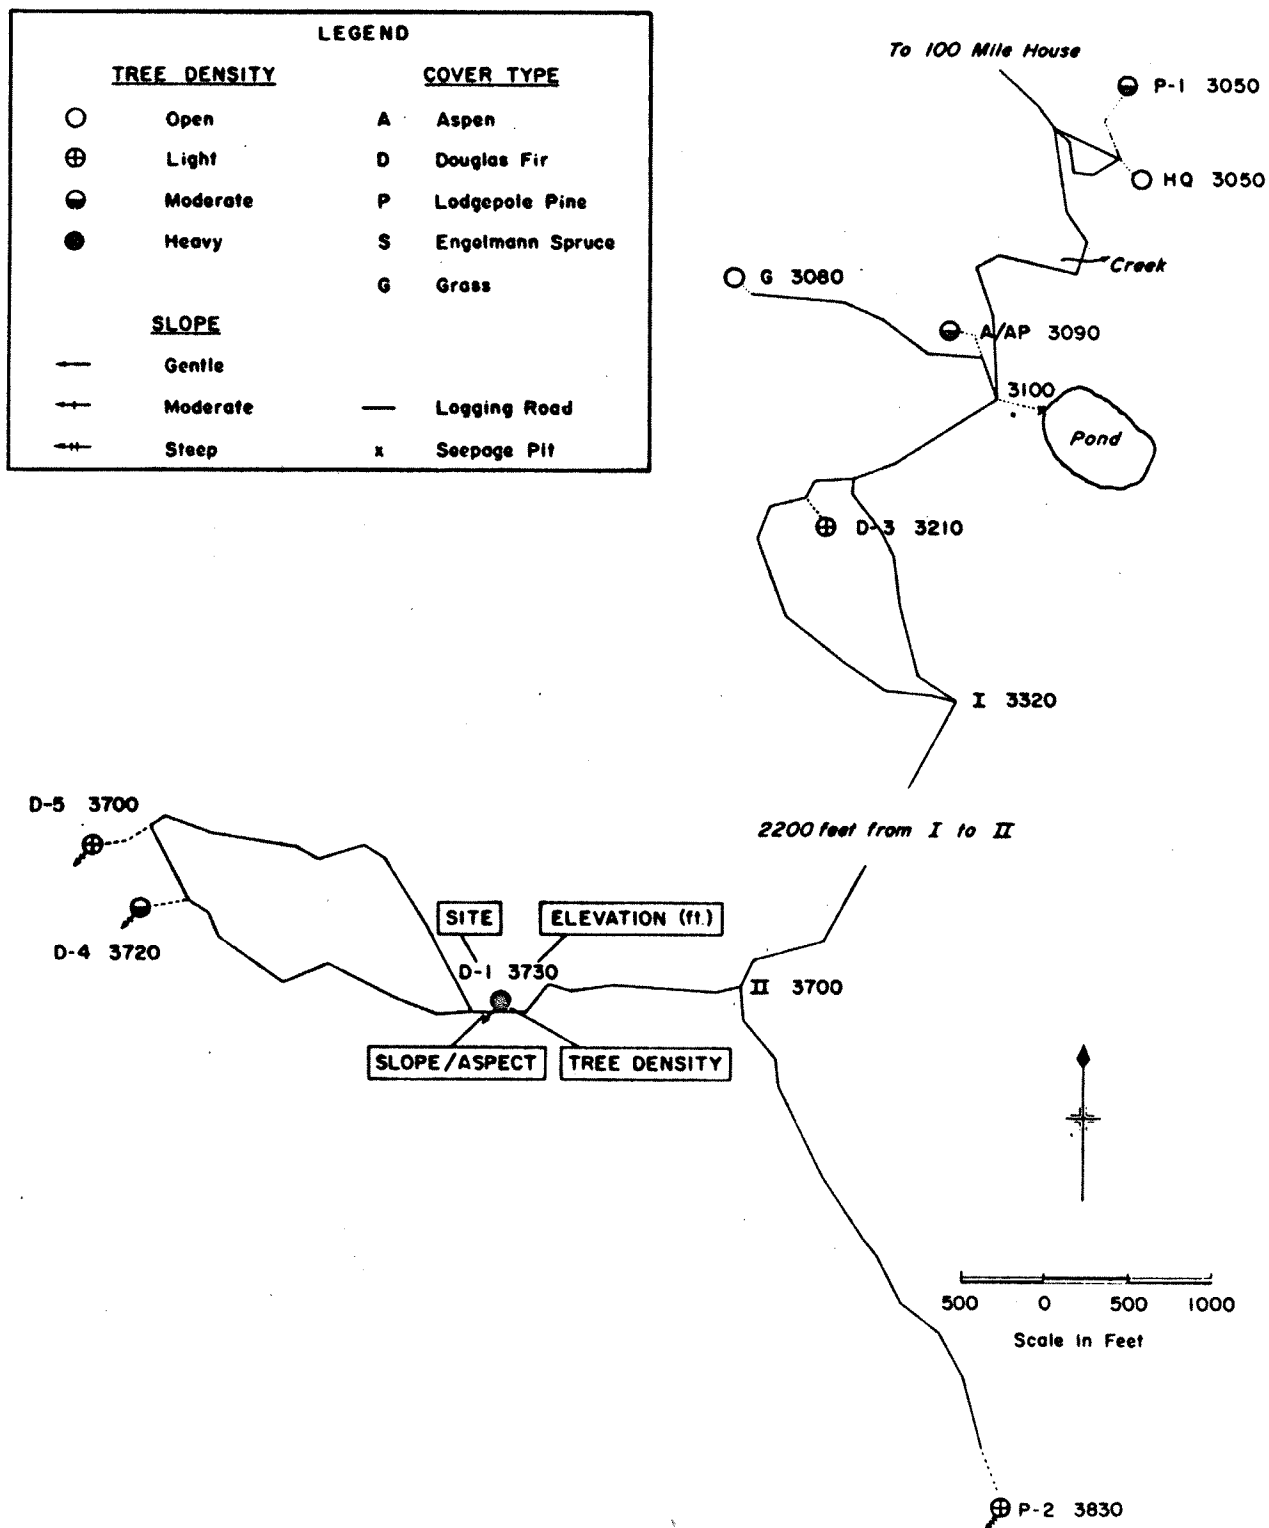 LEGEND
TREE DENSITY COVER TYPE
Open A Aspen
Light D Douglas Fir
Moderate P Lodgepole Pine
Heavy S Engelmann Spruce
G Grass
SLOPE
Gentle
Moderate Logging Road
Steep x Seepage Pit
To 100 Mile House
P-1 3050
HQ 3050
Creek
G 3080
A/AP 3090
3100
Pond
D-3 3210
I 3320
D-5 3700
2200 feet from I to II
SITE ELEVATION (ft.)
D-4 3720
D-1 3730
II 3700
SLOPE/ASPECT TREE DENSITY
500 0 500 1000
Scale in Feet
P-2 3830